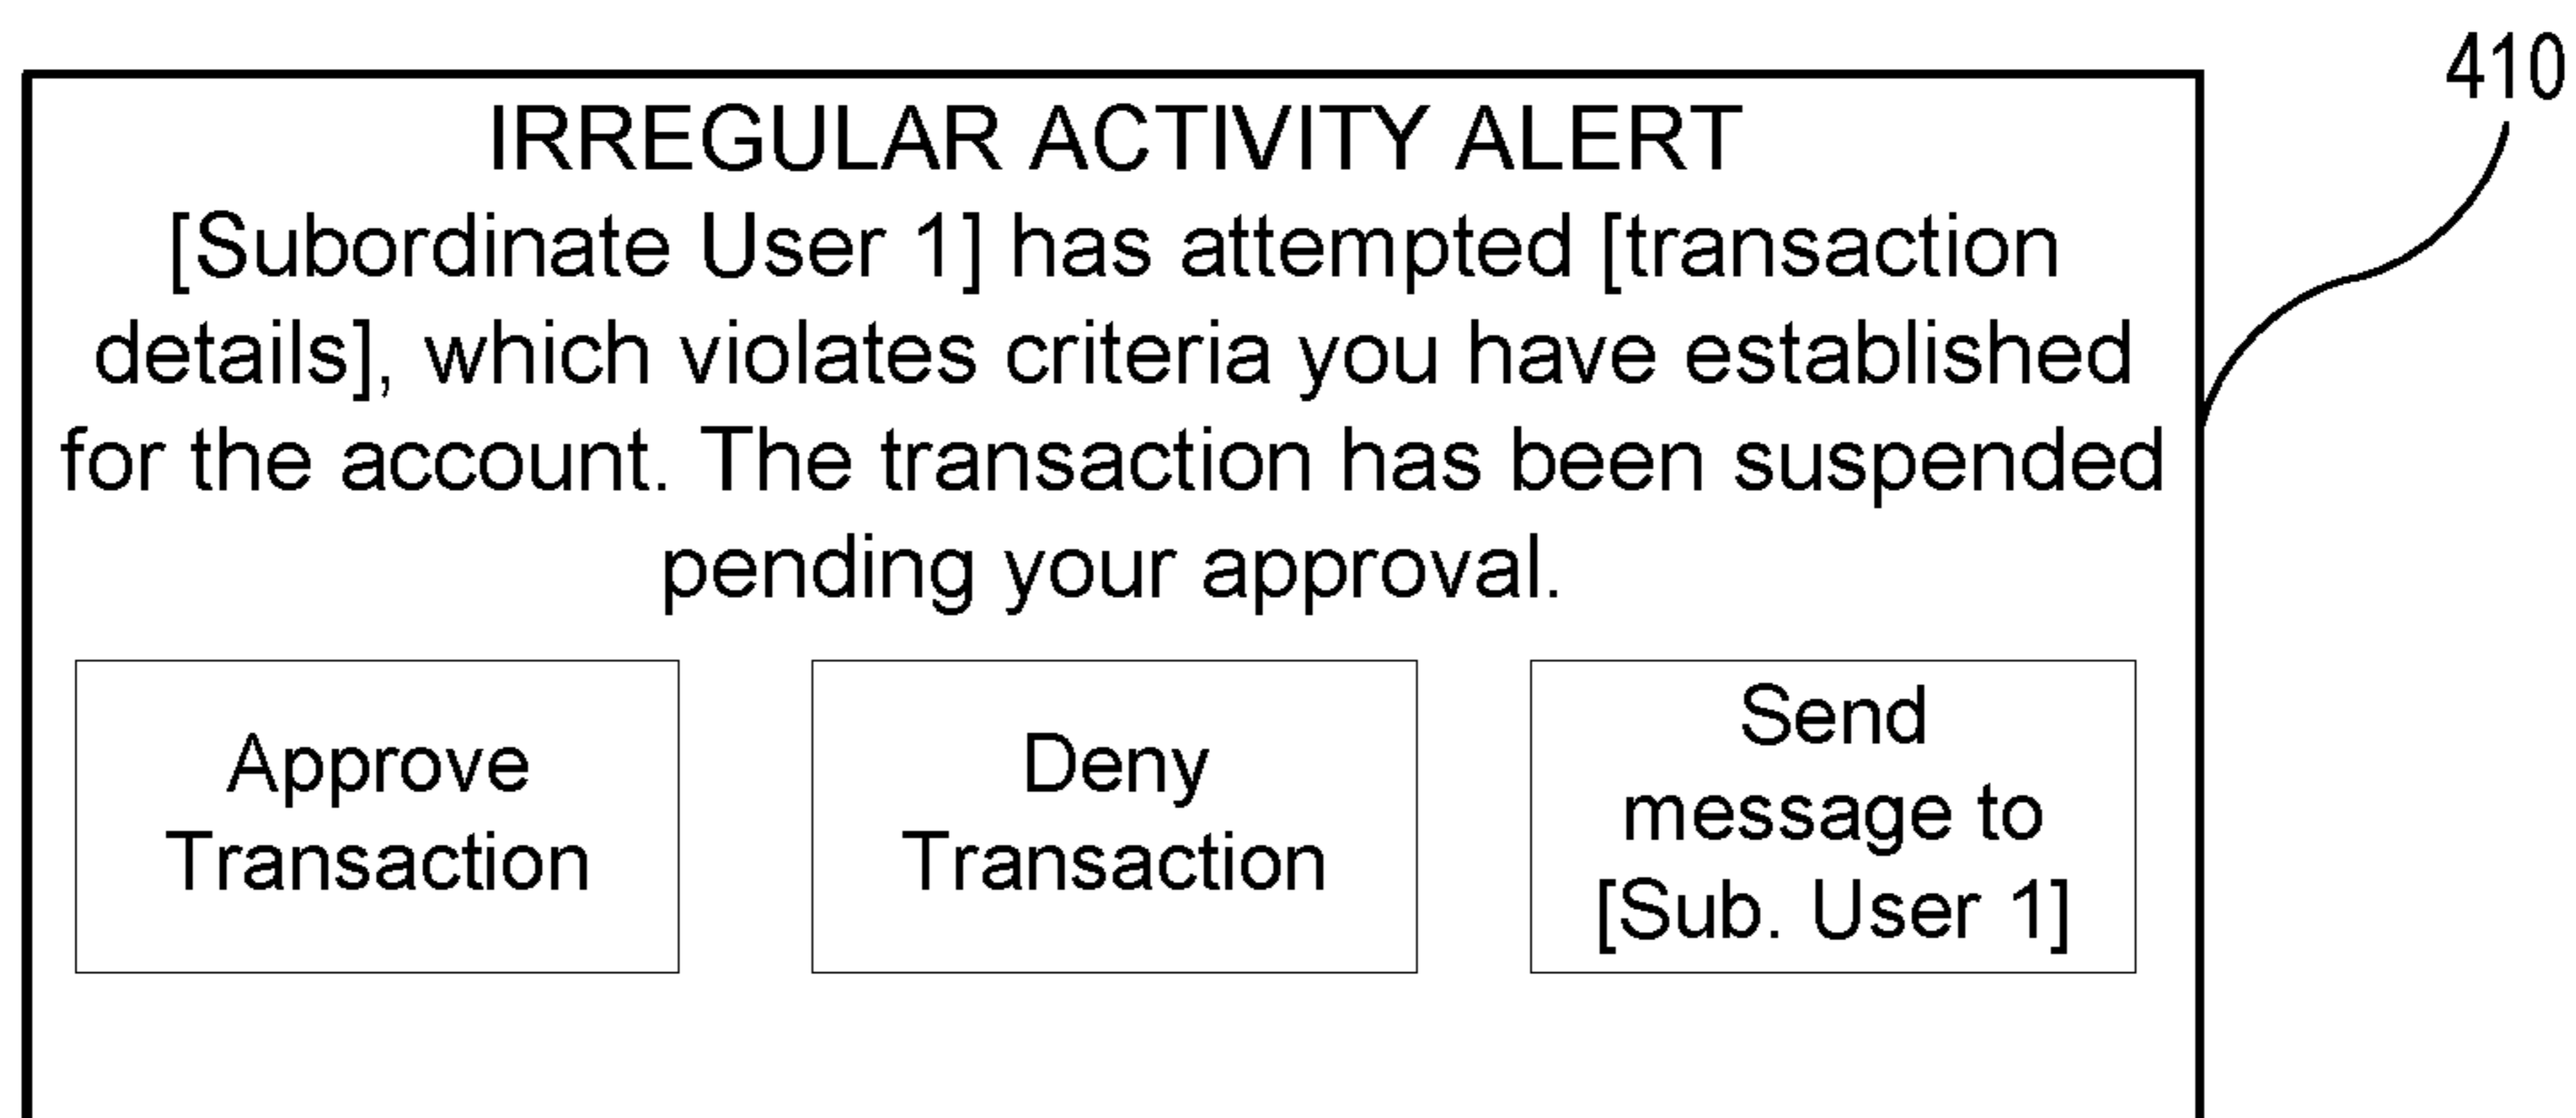 410
IRREGULAR ACTIVITY ALERT
[Subordinate User 1] has attempted [transaction
details], which violates criteria you have established
for the account. The transaction has been suspended
pending your approval.
Approve
Transaction
Deny
Transaction
Send
message to
[Sub. User 1]